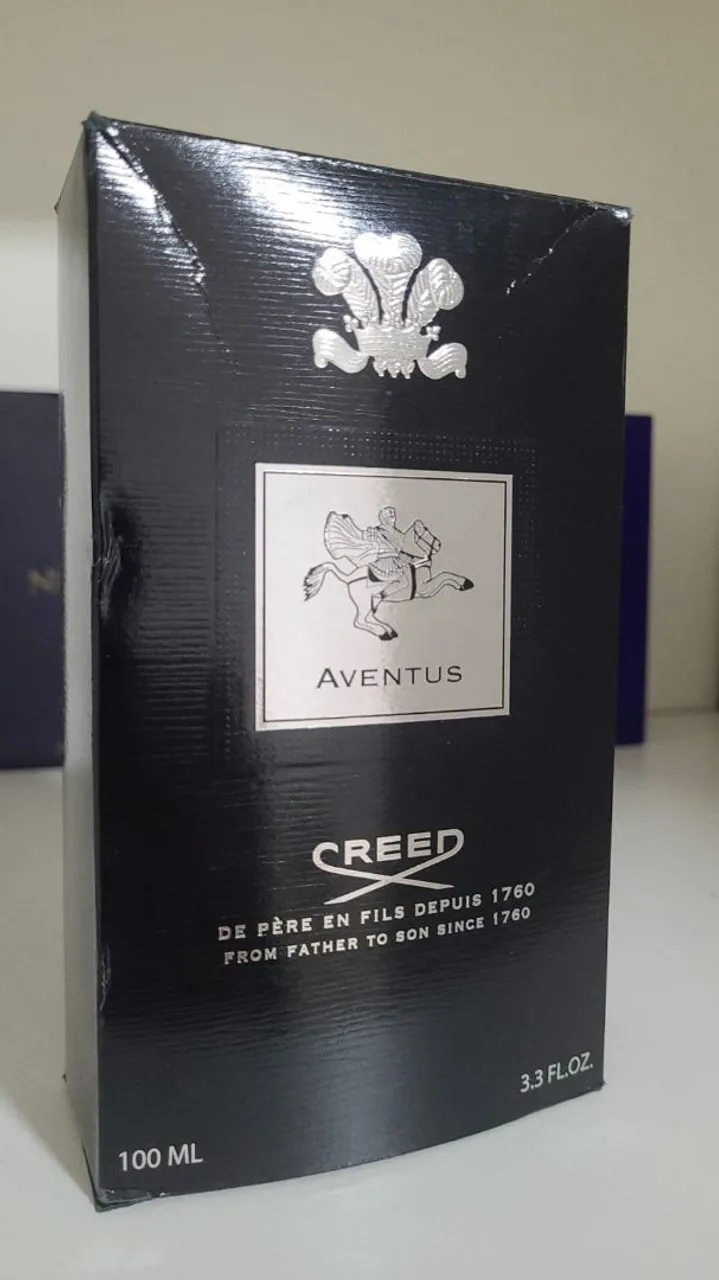 AVENTUS
CREED
DE PÈRE EN FILS DEPUIS 1760
FROM FATHER TO SON SINCE 1760
3.3 FL.OZ.
100 ML